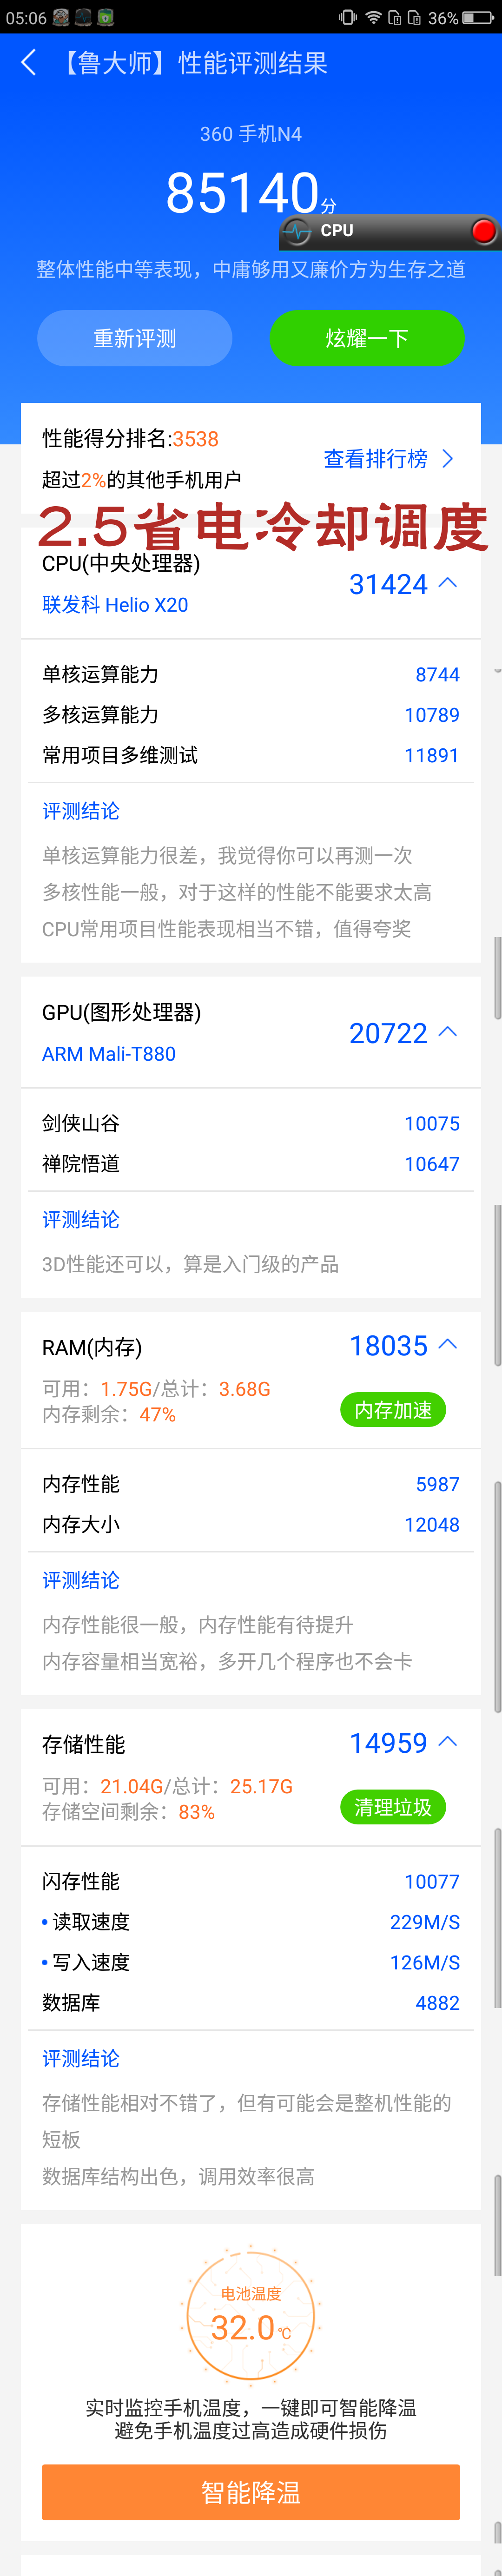 05:06
36%
【鲁大师】性能评测结果
360 手机N4
85140分
CPU
整体性能中等表现，中庸够用又廉价方为生存之道
重新评测
炫耀一下
性能得分排名:3538
查看排行榜
超过2%的其他手机用户
2.5省电冷却调度
CPU(中央处理器)
31424
联发科 Helio X20
单核运算能力 8744
多核运算能力 10789
常用项目多维测试 11891
评测结论
单核运算能力很差，我觉得你可以再测一次
多核性能一般，对于这样的性能不能要求太高
CPU常用项目性能表现相当不错，值得夸奖
GPU(图形处理器)
20722
ARM Mali-T880
剑侠山谷 10075
禅院悟道 10647
评测结论
3D性能还可以，算是入门级的产品
RAM(内存) 18035
可用：1.75G/总计：3.68G
内存剩余：47%
内存加速
内存性能 5987
内存大小 12048
评测结论
内存性能很一般，内存性能有待提升
内存容量相当宽裕，多开几个程序也不会卡
存储性能 14959
可用：21.04G/总计：25.17G
存储空间剩余：83%
清理垃圾
闪存性能 10077
• 读取速度 229M/S
• 写入速度 126M/S
数据库 4882
评测结论
存储性能相对不错了，但有可能会是整机性能的
短板
数据库结构出色，调用效率很高
电池温度
32.0℃
实时监控手机温度，一键即可智能降温
避免手机温度过高造成硬件损伤
智能降温